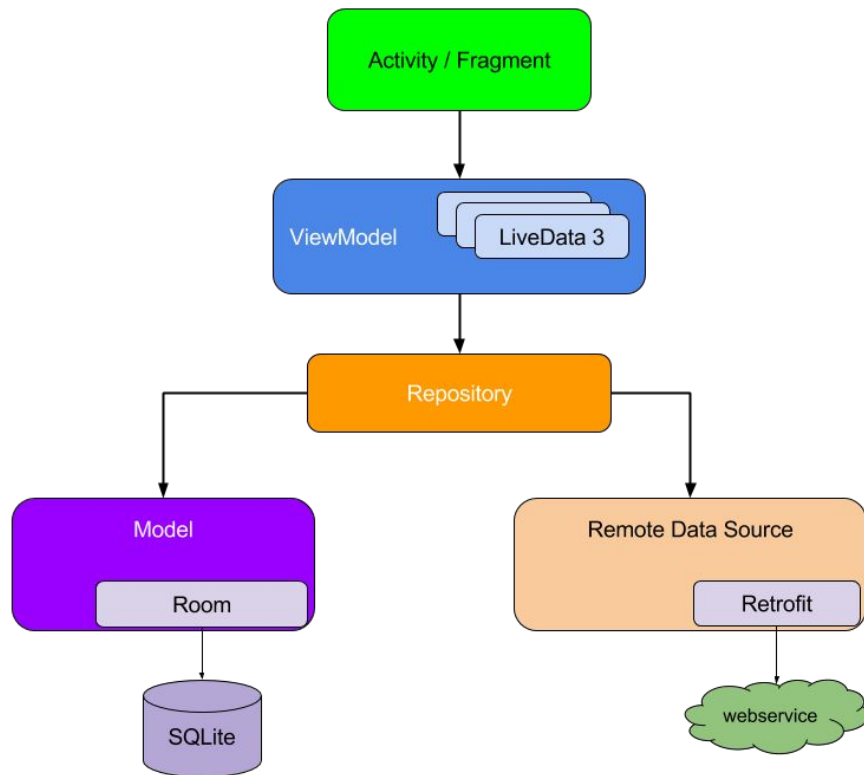 Activity / Fragment
ViewModel
LiveData 3
Repository
Model
Room
Remote Data Source
Retrofit
SQLite
webservice